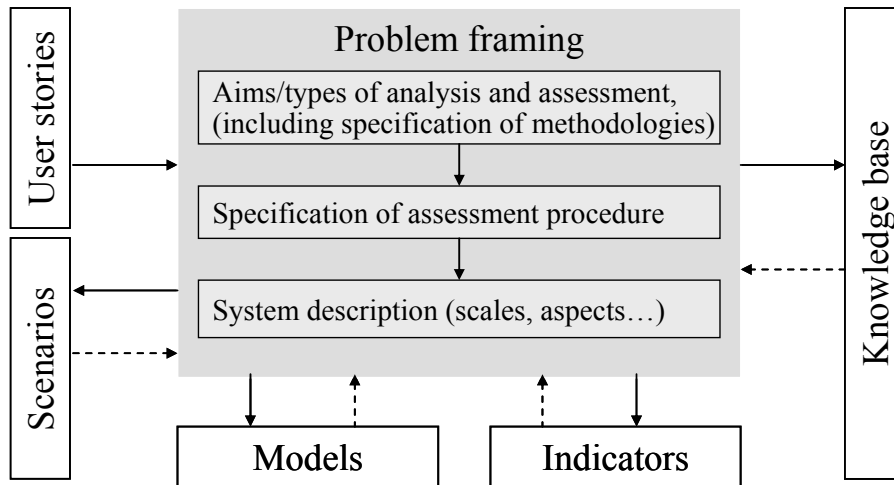 Problem framing
User stories
Aims/types of analysis and assessment,
(including specification of methodologies)
Specification of assessment procedure
System description (scales, aspects…)
Scenarios
Knowledge base
Models
Indicators